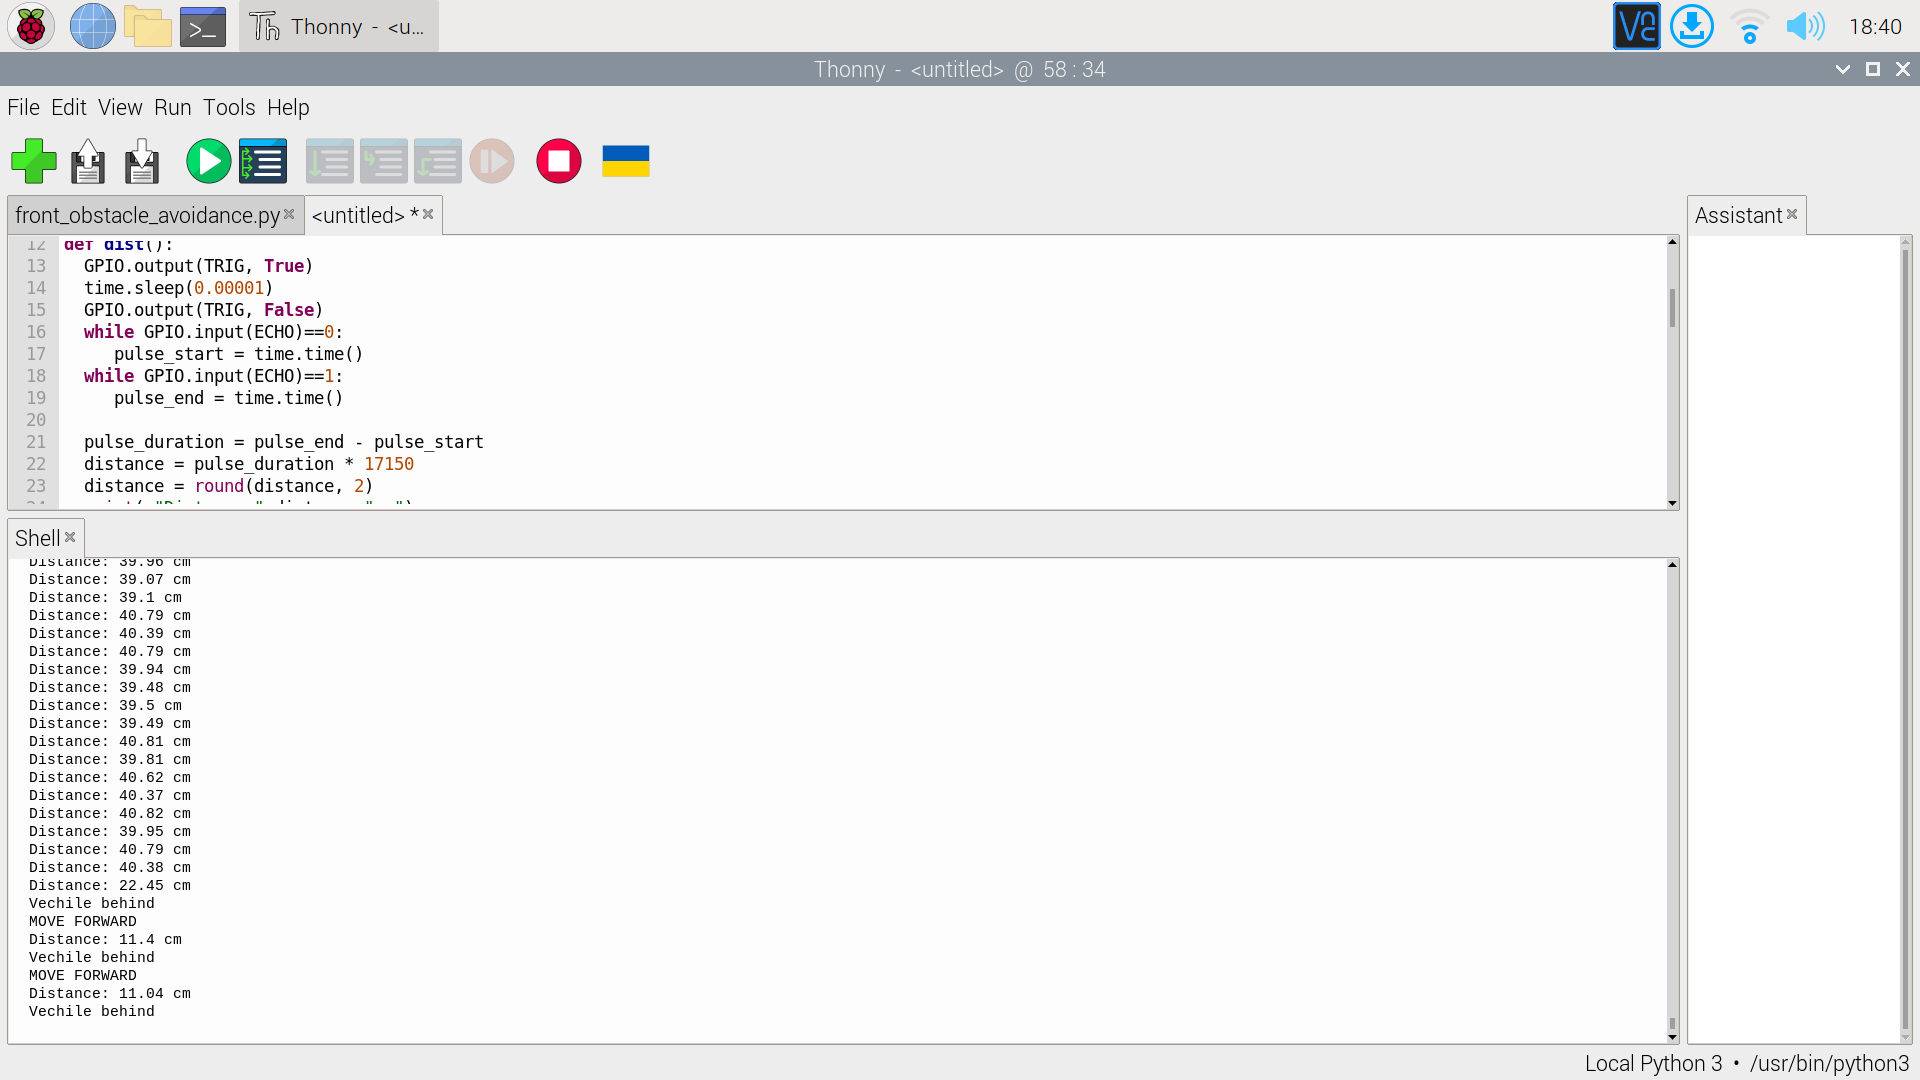 Thonny - <u...
18:40
Thonny - <untitled> @ 58 : 34
File Edit View Run Tools Help
front_obstacle_avoidance.py
<untitled> *
Assistant
12 def dist():
13 GPIO.output(TRIG, True)
14 time.sleep(0.00001)
15 GPIO.output(TRIG, False)
16 while GPIO.input(ECHO)==0:
17 pulse_start = time.time()
18 while GPIO.input(ECHO)==1:
19 pulse_end = time.time()
20
21 pulse_duration = pulse_end - pulse_start
22 distance = pulse_duration * 17150
23 distance = round(distance, 2)
Shell
Distance: 39.96 cm
Distance: 39.07 cm
Distance: 39.1 cm
Distance: 40.79 cm
Distance: 40.39 cm
Distance: 40.79 cm
Distance: 39.94 cm
Distance: 39.48 cm
Distance: 39.5 cm
Distance: 39.49 cm
Distance: 40.81 cm
Distance: 39.81 cm
Distance: 40.62 cm
Distance: 40.37 cm
Distance: 40.82 cm
Distance: 39.95 cm
Distance: 40.79 cm
Distance: 40.38 cm
Distance: 22.45 cm
Vechile behind
MOVE FORWARD
Distance: 11.4 cm
Vechile behind
MOVE FORWARD
Distance: 11.04 cm
Vechile behind
Local Python 3 • /usr/bin/python3